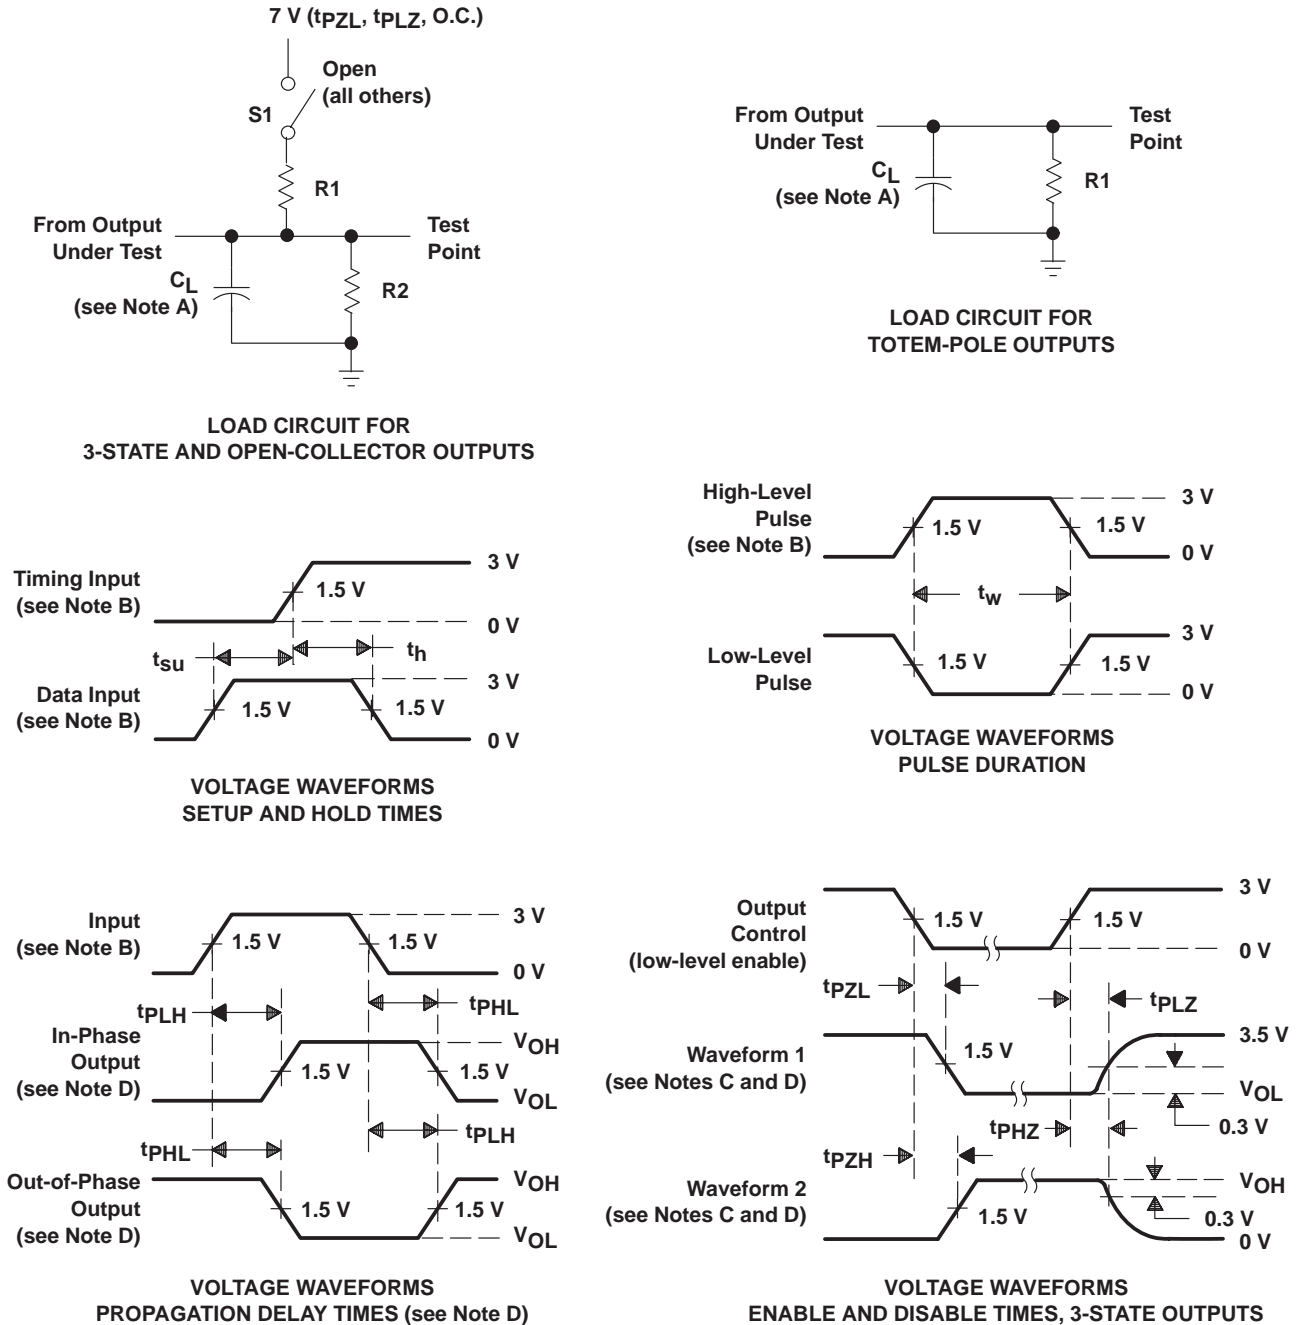 7 V (tPZL, tPLZ, O.C.)
Open
(all others)
S1
R1
From Output
Under Test
Test
Point
CL
(see Note A)
R2
LOAD CIRCUIT FOR
3-STATE AND OPEN-COLLECTOR OUTPUTS
From Output
Under Test
Test
Point
CL
(see Note A)
R1
LOAD CIRCUIT FOR
TOTEM-POLE OUTPUTS
Timing Input
(see Note B)
1.5 V
3 V
0 V
tsu
th
Data Input
(see Note B)
1.5 V
1.5 V
3 V
0 V
VOLTAGE WAVEFORMS
SETUP AND HOLD TIMES
High-Level
Pulse
(see Note B)
1.5 V
1.5 V
3 V
0 V
tw
Low-Level
Pulse
1.5 V
1.5 V
3 V
0 V
VOLTAGE WAVEFORMS
PULSE DURATION
Input
(see Note B)
1.5 V
1.5 V
3 V
0 V
tPLH
tPHL
In-Phase
Output
(see Note D)
1.5 V
1.5 V
VOH
VOL
tPHL
tPLH
Out-of-Phase
Output
(see Note D)
1.5 V
1.5 V
VOH
VOL
VOLTAGE WAVEFORMS
PROPAGATION DELAY TIMES (see Note D)
Output
Control
(low-level enable)
1.5 V
1.5 V
3 V
0 V
tPZL
tPLZ
Waveform 1
(see Notes C and D)
1.5 V
3.5 V
VOL
0.3 V
tPHZ
tPZH
Waveform 2
(see Notes C and D)
1.5 V
VOH
0.3 V
0 V
VOLTAGE WAVEFORMS
ENABLE AND DISABLE TIMES, 3-STATE OUTPUTS